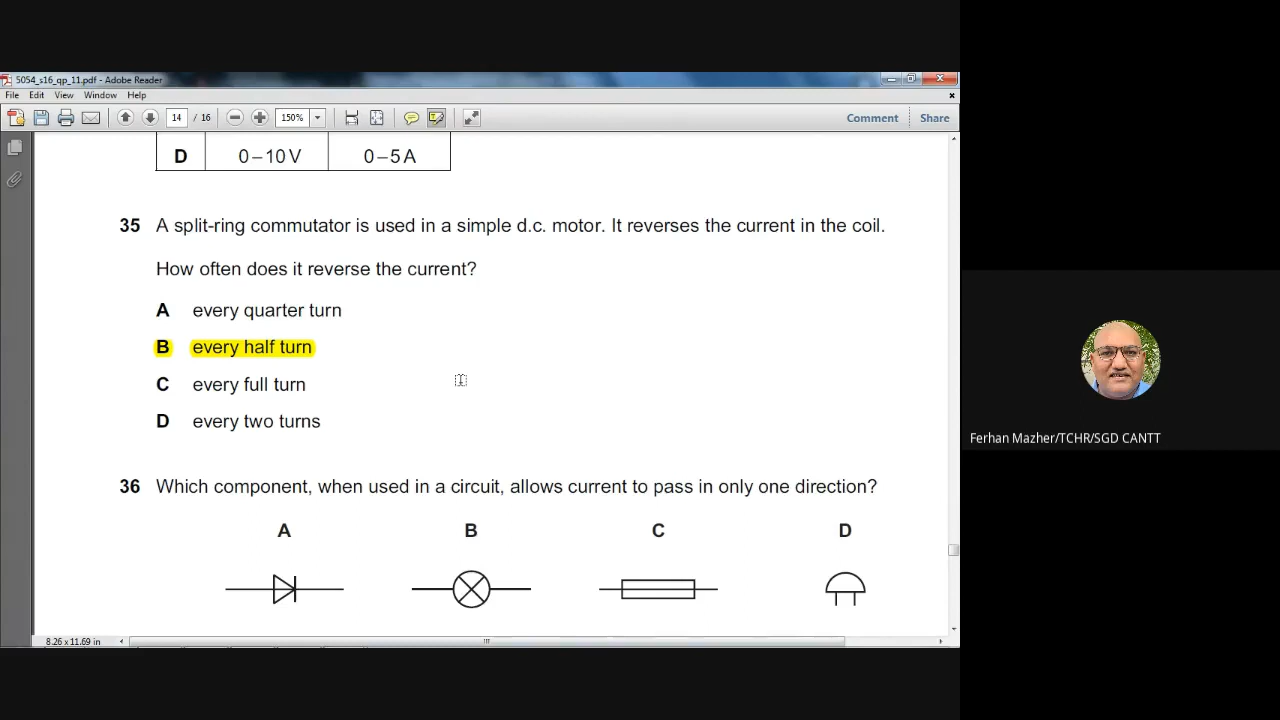 5054_s16_qp_11.pdf - Adobe Reader
File Edit View Window Help
14 / 16 150% Comment Share
D 0–10 V 0–5 A
35 A split-ring commutator is used in a simple d.c. motor. It reverses the current in the coil.
How often does it reverse the current?
A every quarter turn
B every half turn
C every full turn
D every two turns
36 Which component, when used in a circuit, allows current to pass in only one direction?
A B C D
8.26 x 11.69 in
Ferhan Mazher/TCHR/SGD CANTT